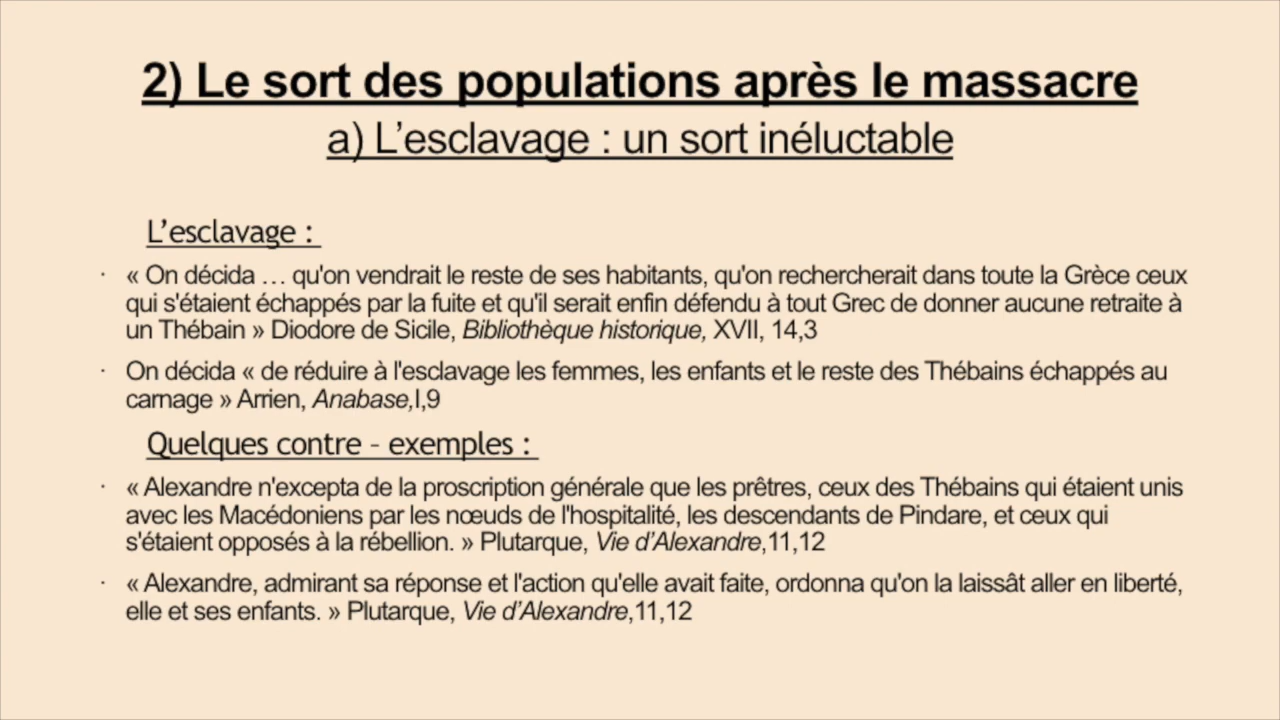 2) Le sort des populations après le massacre
a) L’esclavage : un sort inéluctable
L’esclavage :
· « On décida … qu'on vendrait le reste de ses habitants, qu'on rechercherait dans toute la Grèce ceux
qui s'étaient échappés par la fuite et qu'il serait enfin défendu à tout Grec de donner aucune retraite à
un Thébain » Diodore de Sicile, Bibliothèque historique, XVII, 14,3
· On décida « de réduire à l'esclavage les femmes, les enfants et le reste des Thébains échappés au
carnage » Arrien, Anabase,I,9
Quelques contre - exemples :
· « Alexandre n'excepta de la proscription générale que les prêtres, ceux des Thébains qui étaient unis
avec les Macédoniens par les nœuds de l'hospitalité, les descendants de Pindare, et ceux qui
s'étaient opposés à la rébellion. » Plutarque, Vie d’Alexandre,11,12
· « Alexandre, admirant sa réponse et l'action qu'elle avait faite, ordonna qu'on la laissât aller en liberté,
elle et ses enfants. » Plutarque, Vie d’Alexandre,11,12